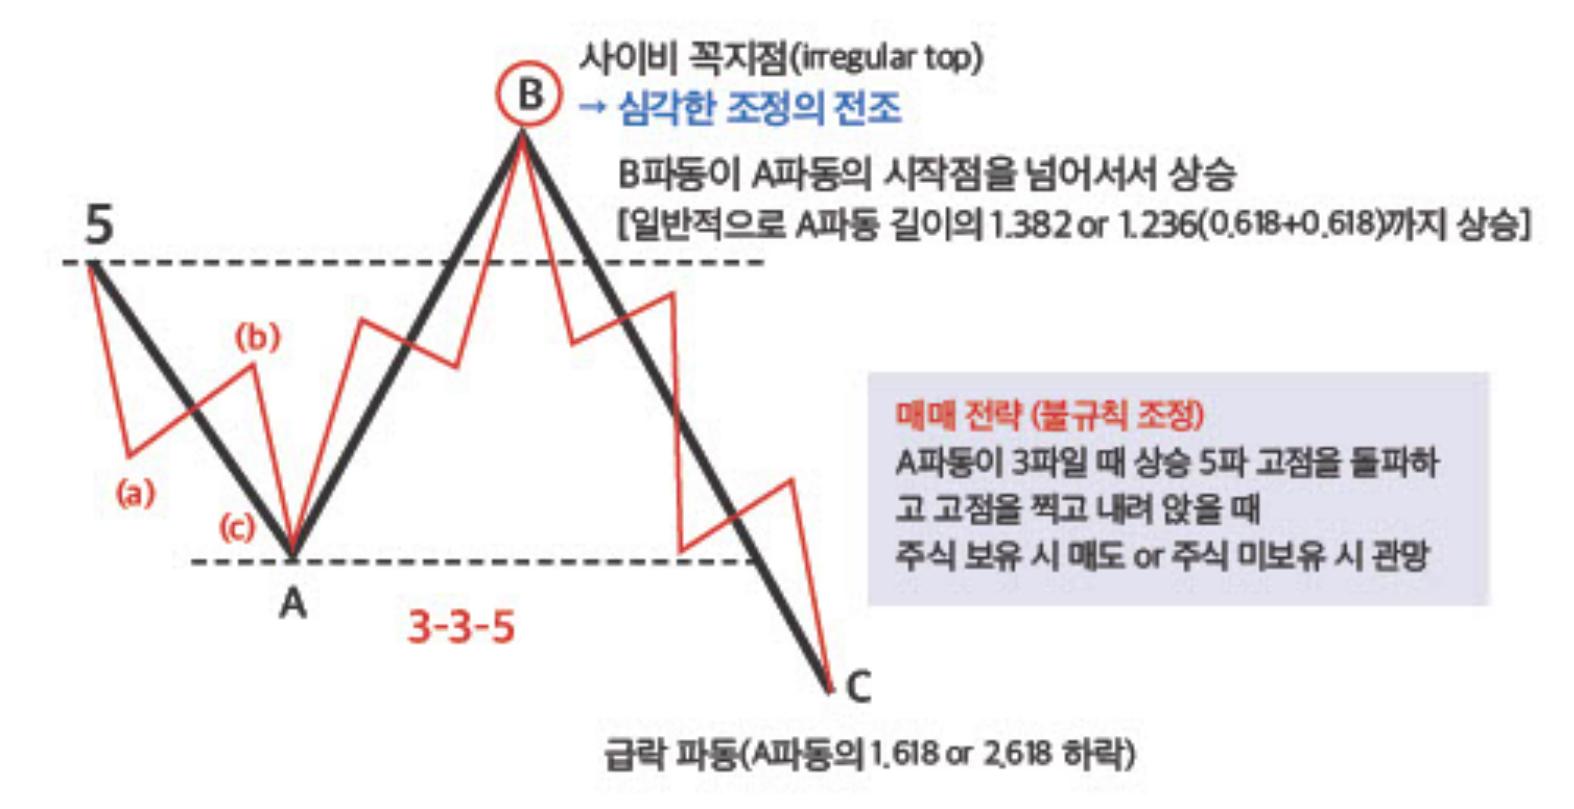 사이비 꼭지점(irregular top)
B
→ 심각한 조정의 전조
B파동이 A파동의 시작점을 넘어서서 상승
5
[일반적으로 A파동 길이의 1.382 or 1.236(0.618+0.618)까지 상승]
(b)
(a)
(c)
A
3-3-5
매매 전략 (불규칙 조정)
A파동이 3파일 때 상승 5파 고점을 돌파하
고 고점을 찍고 내려 앉을 때
주식 보유 시 매도 or 주식 미보유 시 관망
C
급락 파동(A파동의 1.618 or 2.618 하락)